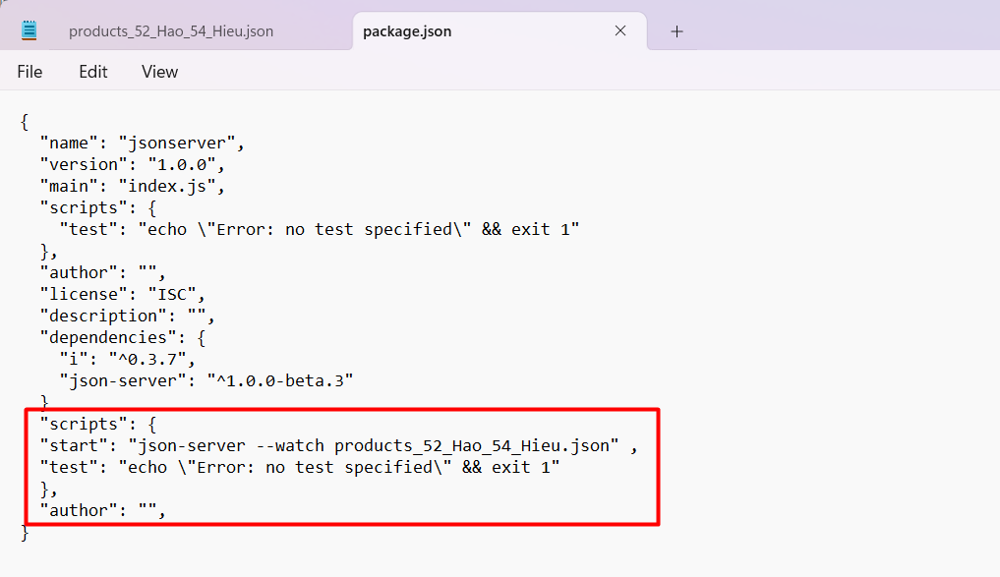 products_52_Hao_54_Hieu.json
package.json
File Edit View
{
  "name": "jsonserver",
  "version": "1.0.0",
  "main": "index.js",
  "scripts": {
    "test": "echo \"Error: no test specified\" && exit 1"
  },
  "author": "",
  "license": "ISC",
  "description": "",
  "dependencies": {
    "i": "^0.3.7",
    "json-server": "^1.0.0-beta.3"
  }
  "scripts": {
  "start": "json-server --watch products_52_Hao_54_Hieu.json" ,
  "test": "echo \"Error: no test specified\" && exit 1"
  },
  "author": "",
}